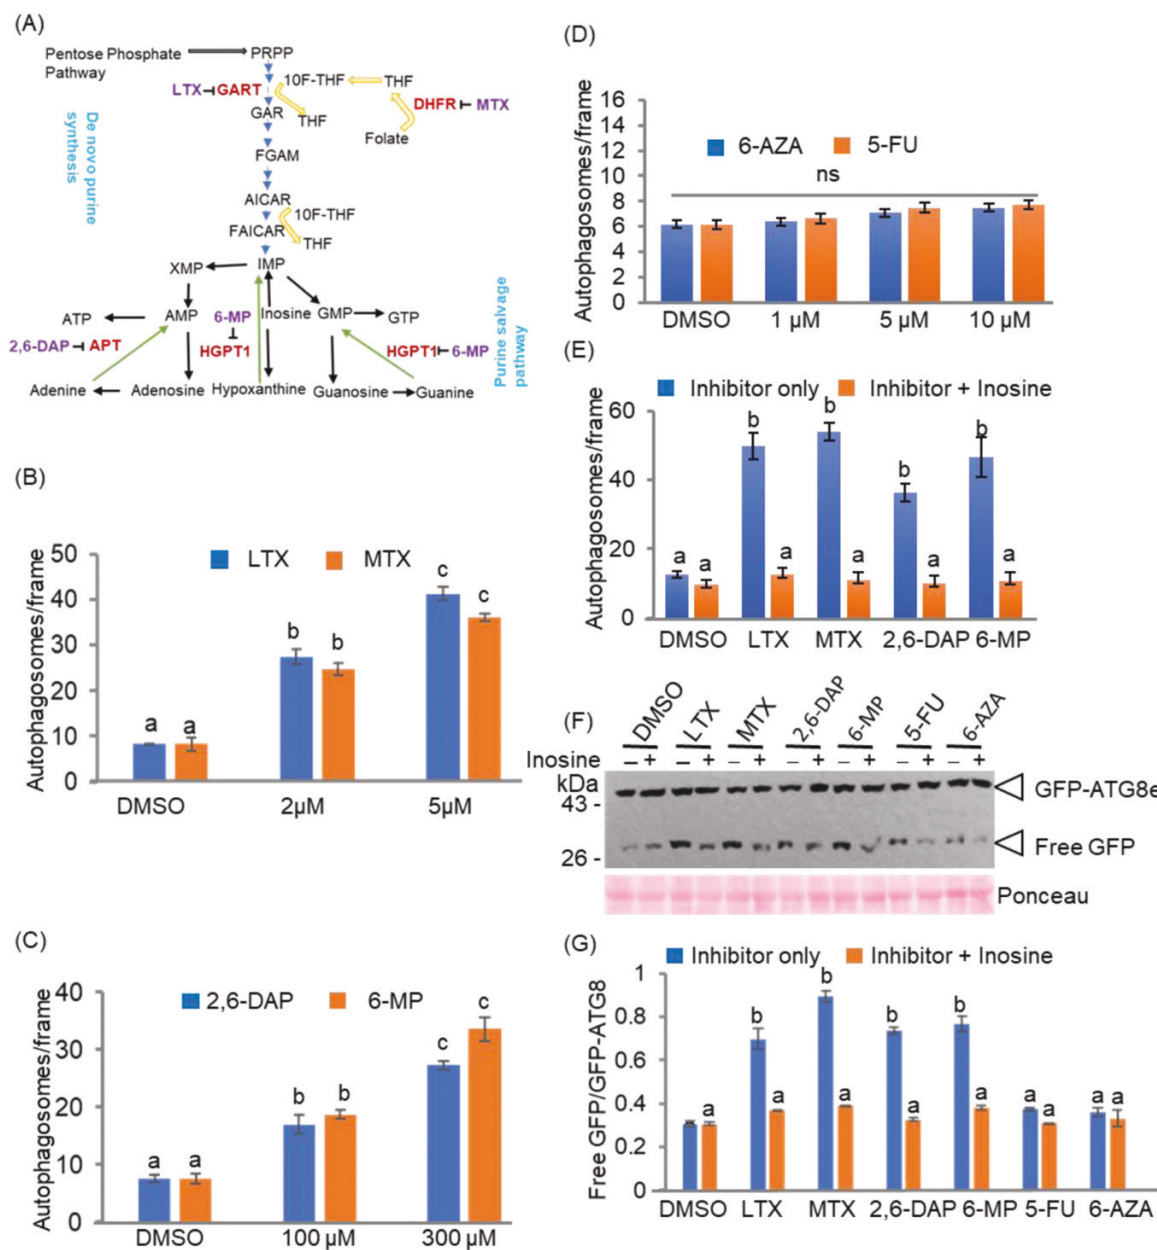 (A)
Pentose Phosphate
Pathway
PRPP
LTX
GART
10F-THF
THF
THF
DHFR
MTX
GAR
Folate
De novo purine
synthesis
FGAM
AICAR
10F-THF
FAICAR
THF
XMP
IMP
ATP
AMP
6-MP
Inosine
GMP
GTP
2,6-DAP
APT
HGPT1
HGPT1
6-MP
Adenine
Adenosine
Hypoxanthine
Guanosine
Guanine
Purine salvage
pathway
(B)
Autophagosomes/frame
50
40
30
20
10
0
LTX
MTX
a
a
b
b
c
c
DMSO
2µM
5µM
(C)
Autophagosomes/frame
40
30
20
10
0
2,6-DAP
6-MP
a
a
b
b
c
c
DMSO
100 µM
300 µM
(D)
Autophagosomes/frame
16
14
12
10
8
6
4
2
0
6-AZA
5-FU
ns
DMSO
1 µM
5 µM
10 µM
(E)
Inhibitor only
Inhibitor + Inosine
Autophagosomes/frame
60
40
20
0
a
a
b
a
b
a
b
a
b
a
DMSO
LTX
MTX
2,6-DAP
6-MP
(F)
DMSO
LTX
MTX
2,6-DAP
6-MP
5-FU
6-AZA
Inosine
– + – + – + – + – + – + – +
kDa
43 -
26 -
GFP-ATG8e
Free GFP
Ponceau
(G)
Inhibitor only
Inhibitor + Inosine
Free GFP/GFP-ATG8
1
0.8
0.6
0.4
0.2
0
a
b
a
b
a
b
a
b
a
a
a
a
a
DMSO
LTX
MTX
2,6-DAP
6-MP
5-FU
6-AZA